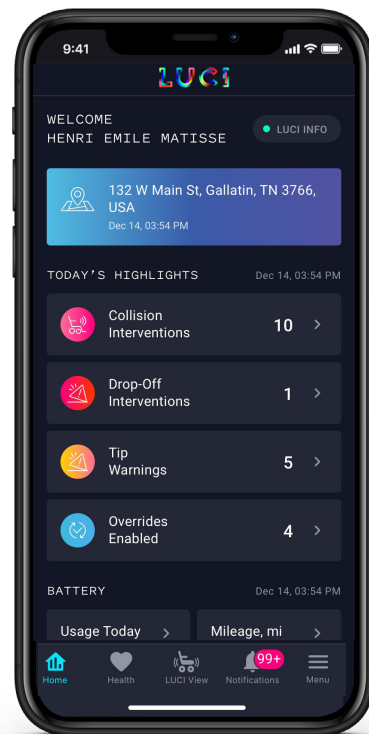 9:41
LUCI
WELCOME
HENRI EMILE MATISSE
LUCI INFO
132 W Main St, Gallatin, TN 3766,
USA
Dec 14, 03:54 PM
TODAY'S HIGHLIGHTS
Dec 14, 03:54 PM
Collision
Interventions
10
Drop-Off
Interventions
1
Tip
Warnings
5
Overrides
Enabled
4
BATTERY
Dec 14, 03:54 PM
Usage Today
Mileage, mi
99+
Home
Health
LUCI View
Notifications
Menu